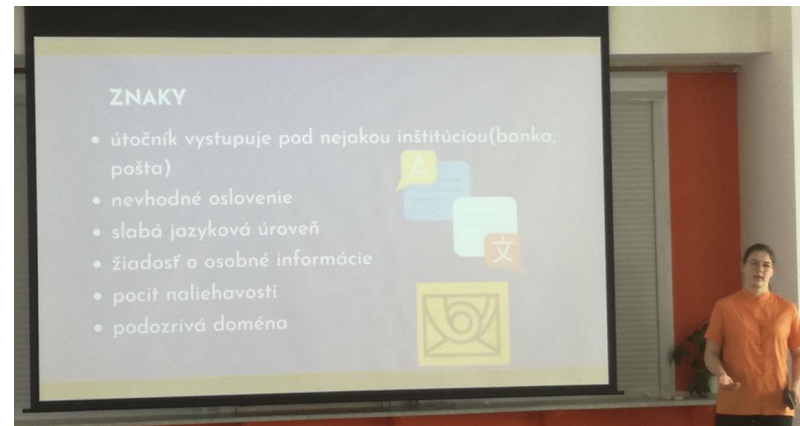 ZNAKY
útočník vystupuje pod nejakou inštitúciou(banka,
pošta)
nevhodné oslovenie
slabá jazyková úroveň
žiadosť o osobné informácie
pocit naliehavosti
podozrivá doména
A
文